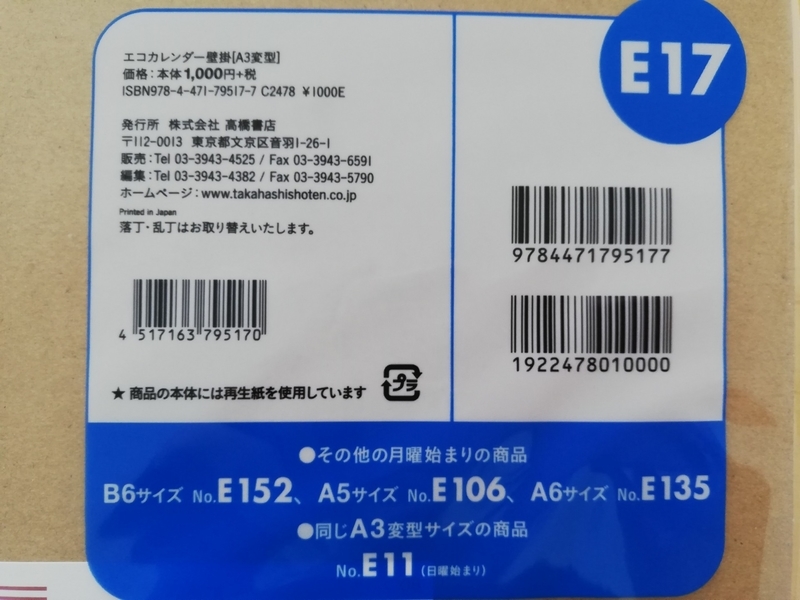 エコカレンダー壁掛[A3変型]
価格：本体1,000円+税
ISBN978-4-471-79517-7 C2478 ¥1000E
発行所 株式会社 高橋書店
〒112-0013 東京都文京区音羽1-26-1
販売：Tel 03-3943-4525 / Fax 03-3943-6591
編集：Tel 03-3943-4382 / Fax 03-3943-5790
ホームページ：www.takahashishoten.co.jp
Printed in Japan
落丁・乱丁はお取り替えいたします。
4 517163 795170
★ 商品の本体には再生紙を使用しています
プラ
E17
9784471795177
1922478010000
●その他の月曜始まりの商品
B6サイズ No.E152、A5サイズ No.E106、A6サイズ No.E135
●同じA3変型サイズの商品
No.E11（日曜始まり）